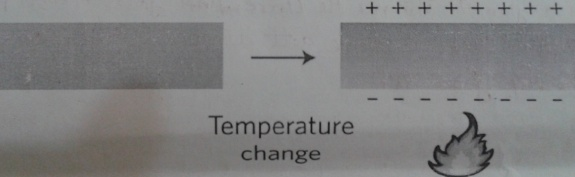 + + + + + + + +
- - - - - - - -
Temperature
change